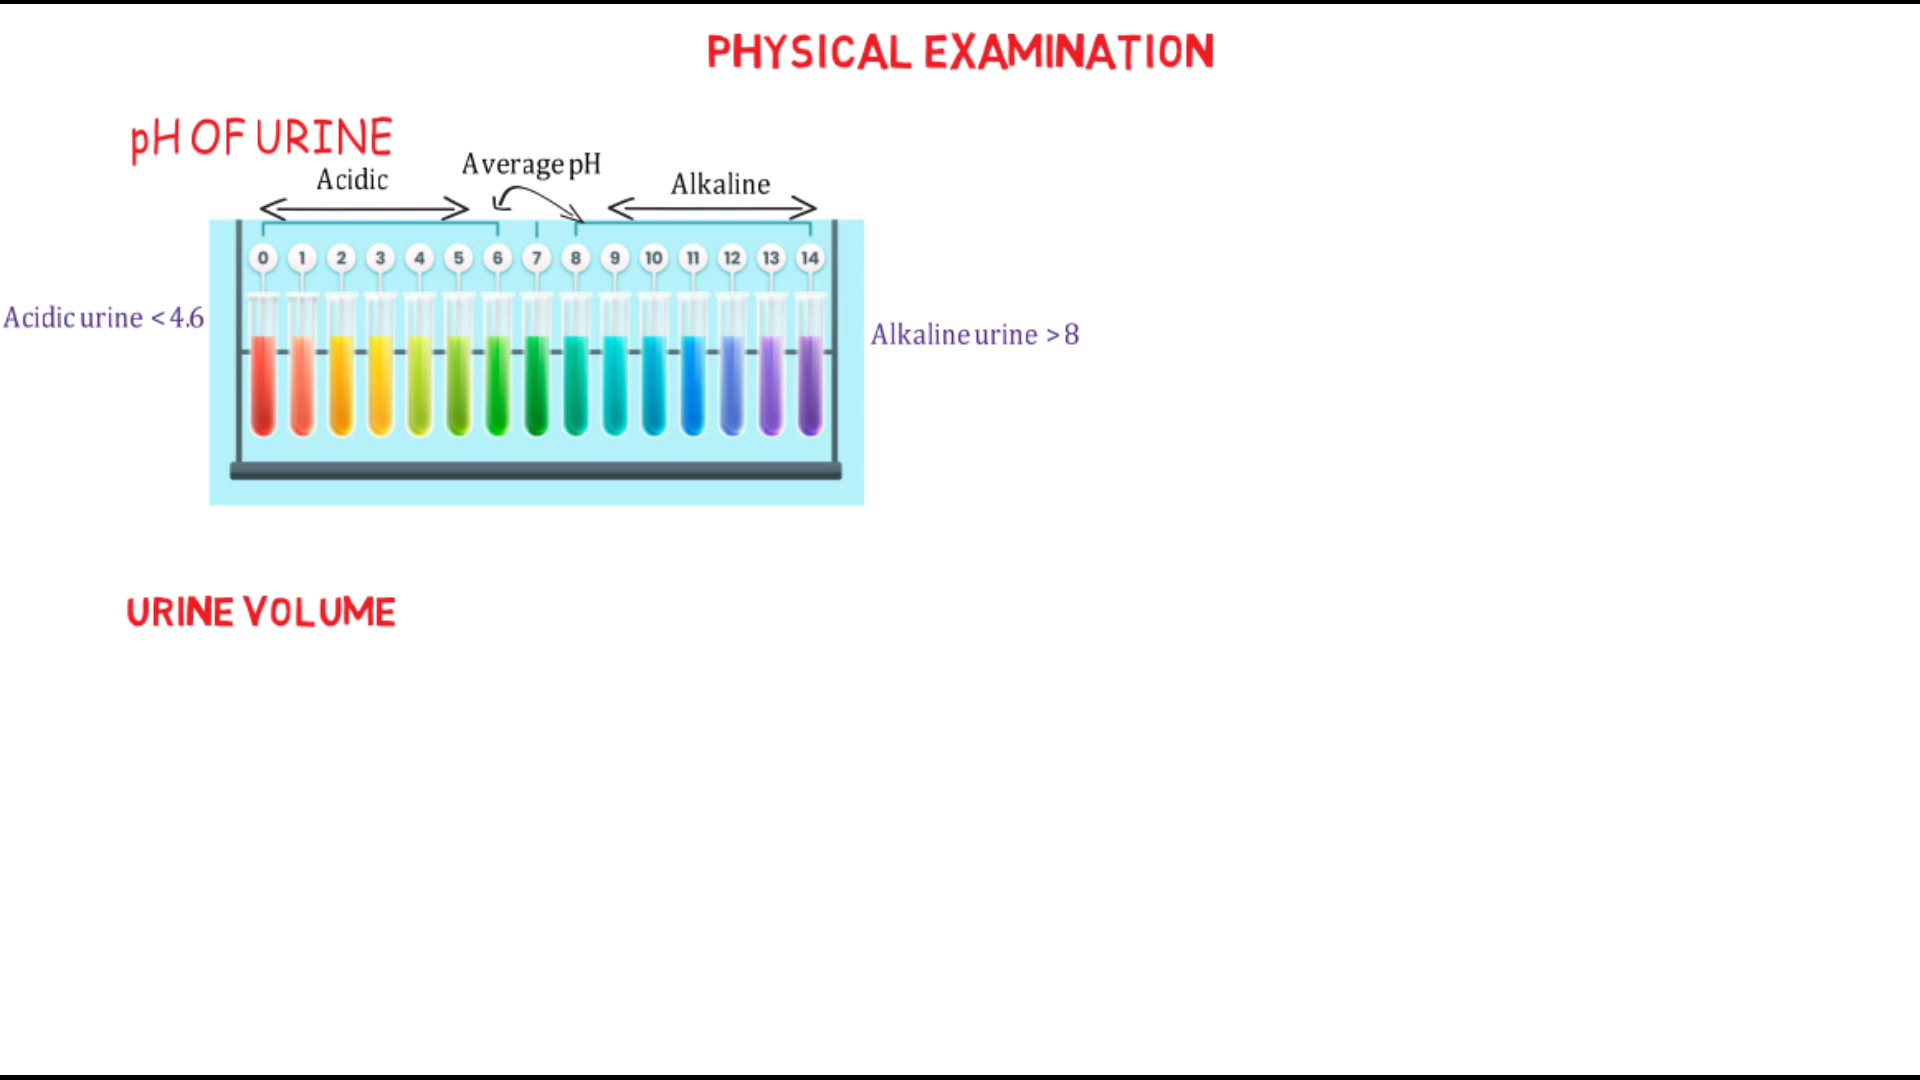 PHYSICAL EXAMINATION
pH OF URINE
Average pH
Acidic
Alkaline
0 1 2 3 4 5 6 7 8 9 10 11 12 13 14
Acidic urine <4.6
Alkaline urine >8
URINE VOLUME